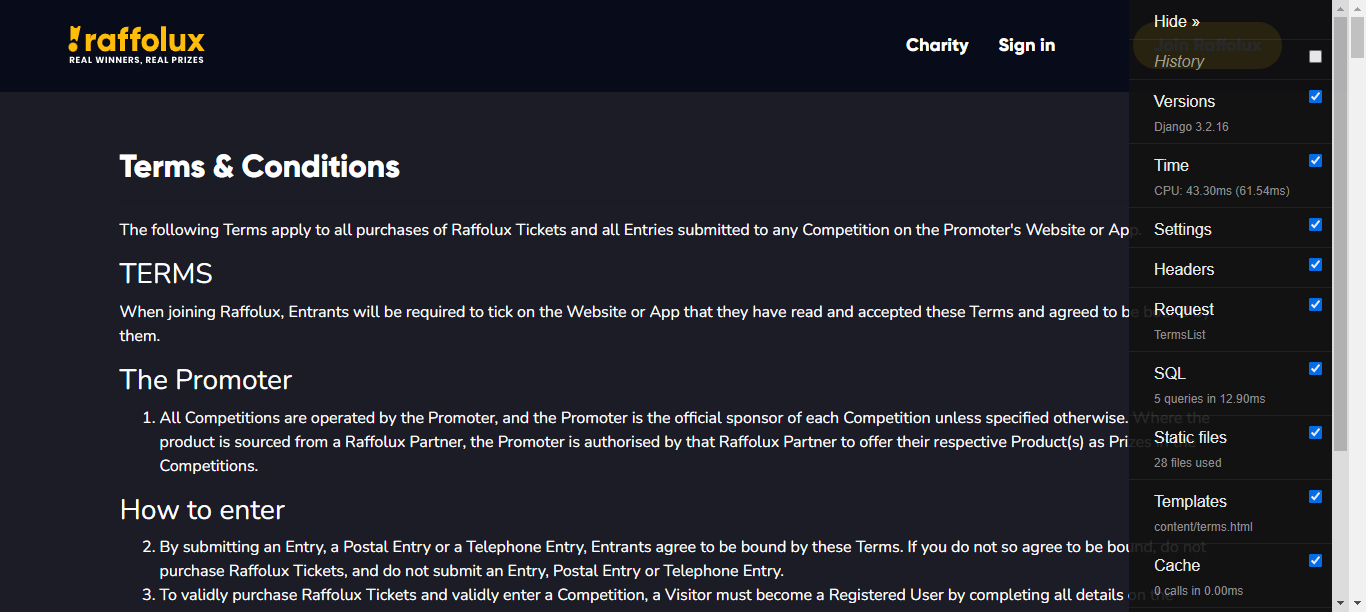 raffolux
REAL WINNERS, REAL PRIZES
Charity
Sign in
Join Raffolux
Terms & Conditions
The following Terms apply to all purchases of Raffolux Tickets and all Entries submitted to any Competition on the Promoter's Website or App.
TERMS
When joining Raffolux, Entrants will be required to tick on the Website or App that they have read and accepted these Terms and agreed to be
them.
The Promoter
1. All Competitions are operated by the Promoter, and the Promoter is the official sponsor of each Competition unless specified otherwise. Where the
product is sourced from a Raffolux Partner, the Promoter is authorised by that Raffolux Partner to offer their respective Product(s) as Prizes
Competitions.
How to enter
2. By submitting an Entry, a Postal Entry or a Telephone Entry, Entrants agree to be bound by these Terms. If you do not so agree to be bound, do not
purchase Raffolux Tickets, and do not submit an Entry, Postal Entry or Telephone Entry.
3. To validly purchase Raffolux Tickets and validly enter a Competition, a Visitor must become a Registered User by completing all details on the
Hide »
History
Versions
Django 3.2.16
Time
CPU: 43.30ms (61.54ms)
Settings
Headers
Request
TermsList
SQL
5 queries in 12.90ms
Static files
28 files used
Templates
content/terms.html
Cache
0 calls in 0.00ms